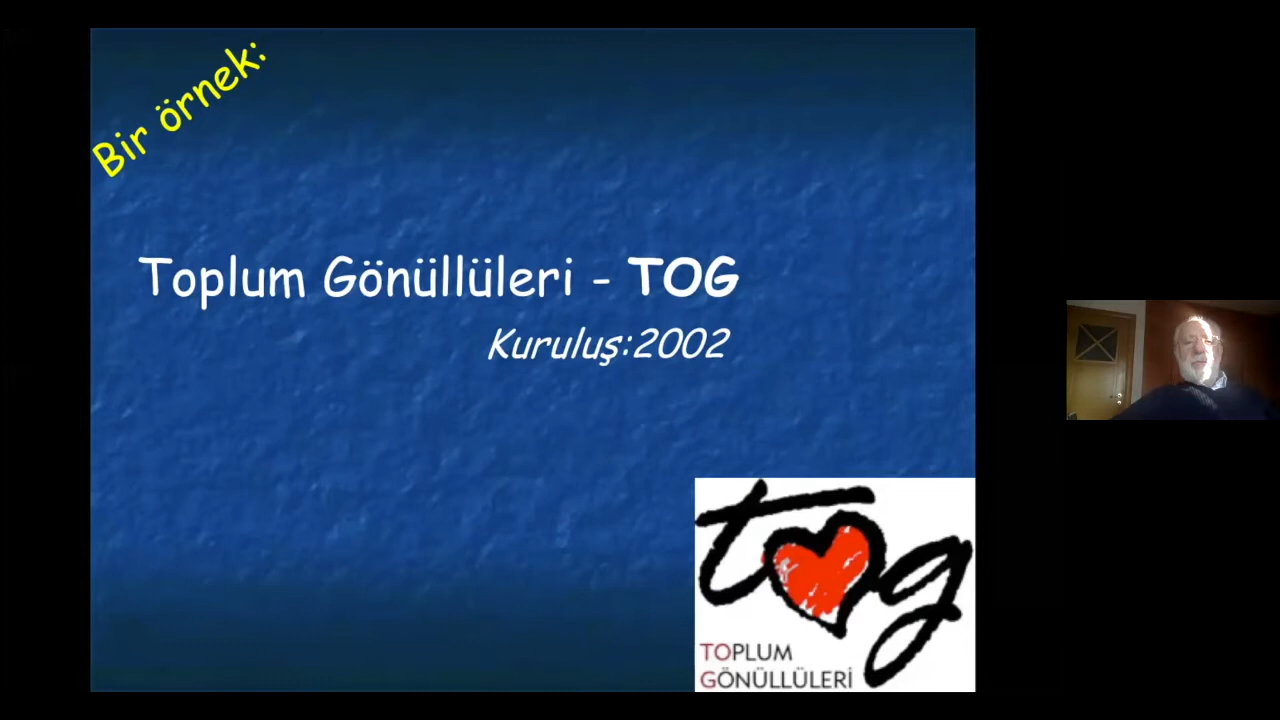 Bir örnek:
Toplum Gönüllüleri - TOG
Kuruluş:2002
tog
TOPLUM
GÖNÜLLÜLERİ